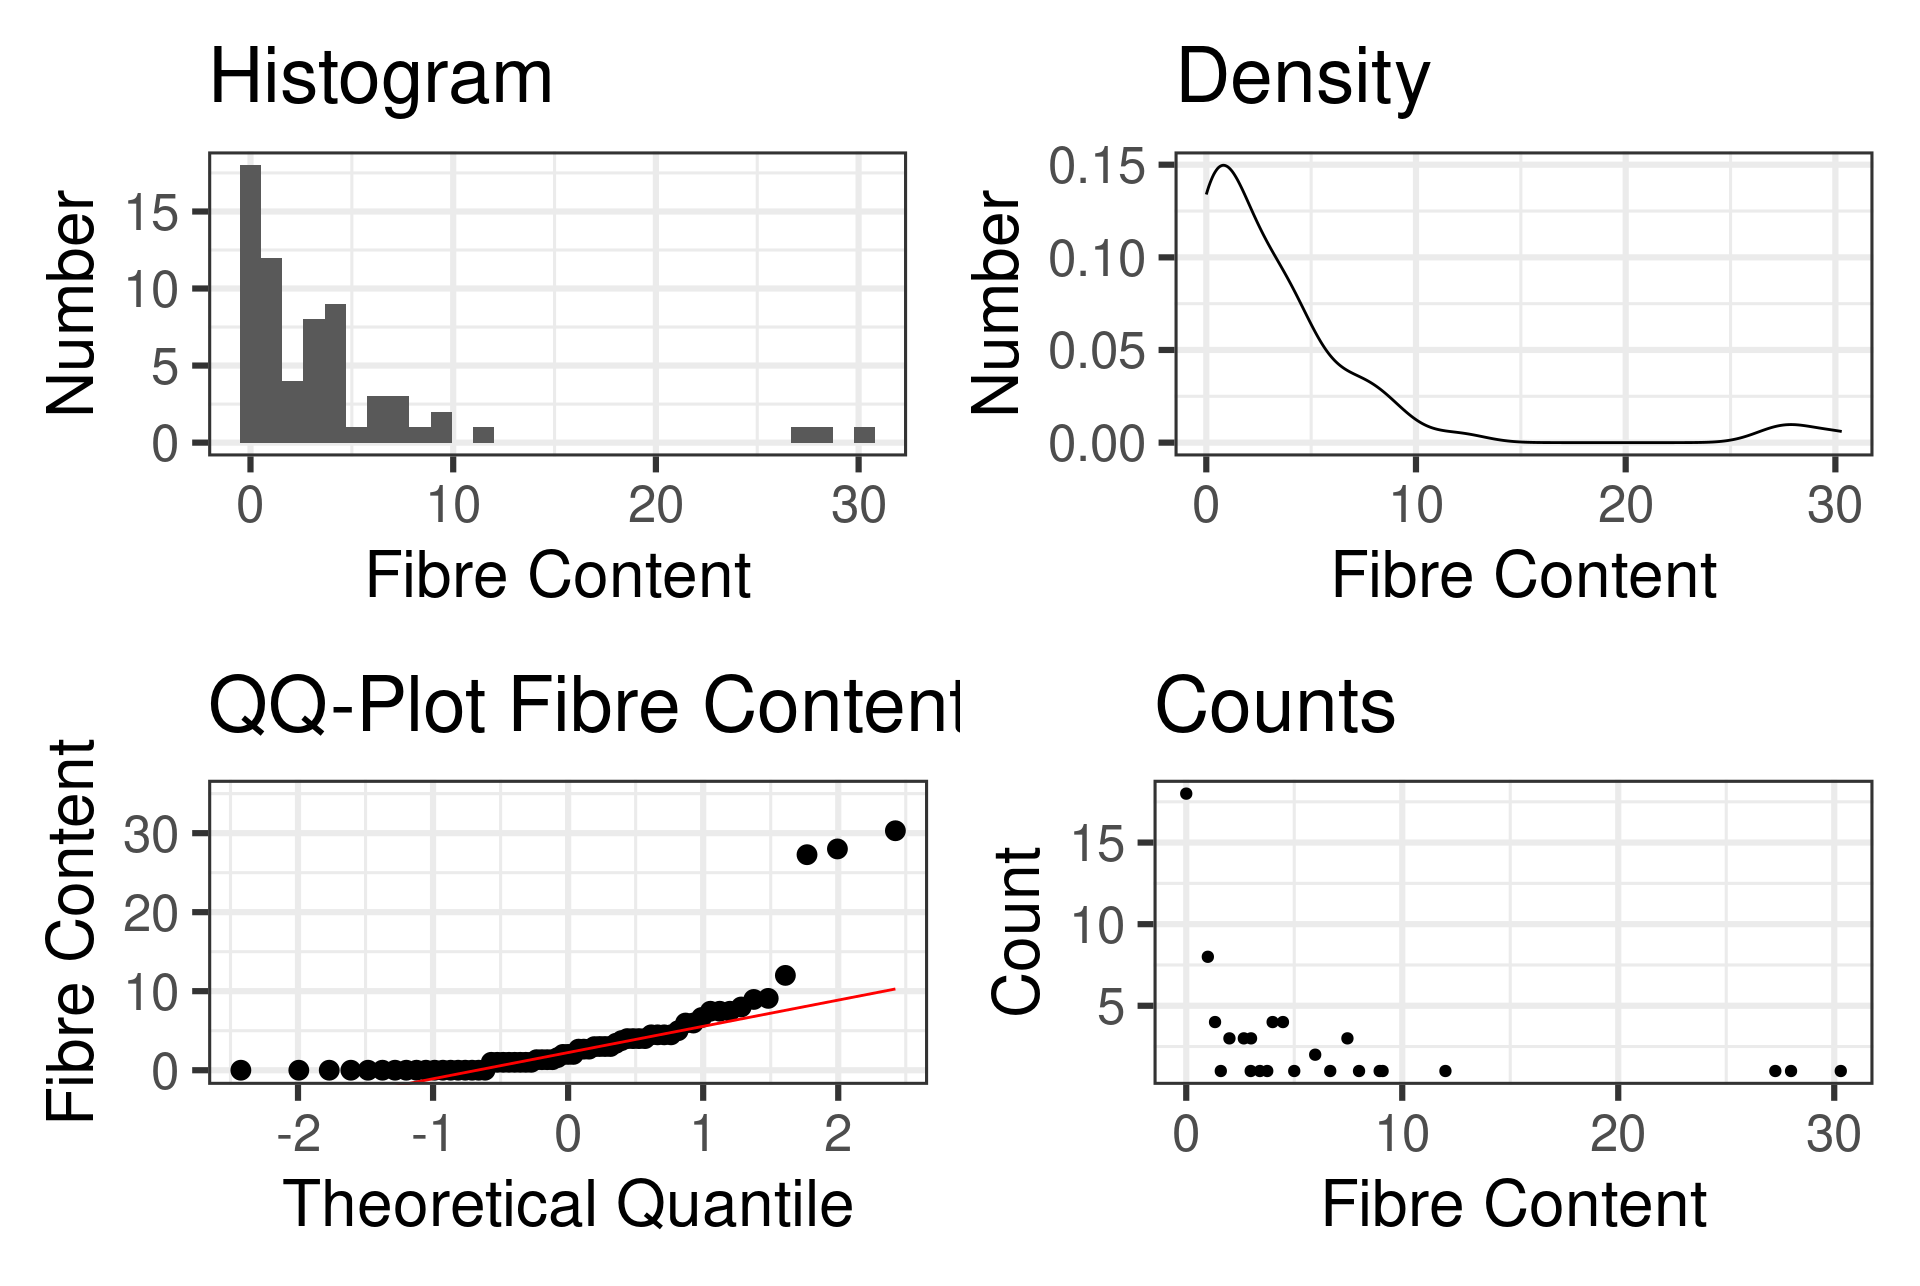 Histogram
Number
15
10
5
0
0 10 20 30
Fibre Content
Density
Number
0.15
0.10
0.05
0.00
0 10 20 30
Fibre Content
QQ-Plot Fibre Content
Fibre Content
30
20
10
0
-2 -1 0 1 2
Theoretical Quantile
Counts
Count
15
10
5
0 10 20 30
Fibre Content